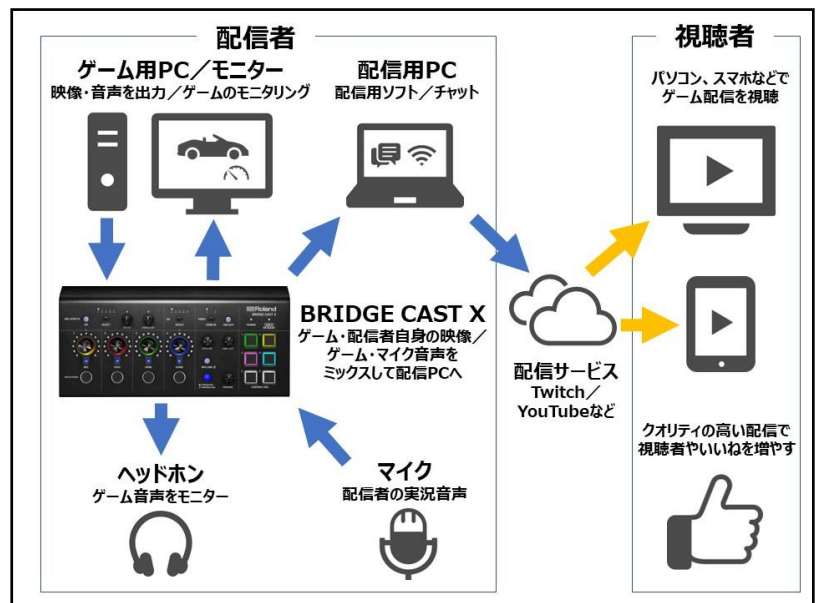 配信者
ゲーム用PC／モニター
映像・音声を出力／ゲームのモニタリング
配信用PC
配信用ソフト／チャット
Roland
BRIDGE CAST X
BRIDGE CAST X
ゲーム・配信者自身の映像／
ゲーム・マイク音声を
ミックスして配信PCへ
ヘッドホン
ゲーム音声をモニター
マイク
配信者の実況音声
配信サービス
Twitch／
YouTubeなど
視聴者
パソコン、スマホなどで
ゲーム配信を視聴
クオリティの高い配信で
視聴者やいいねを増やす